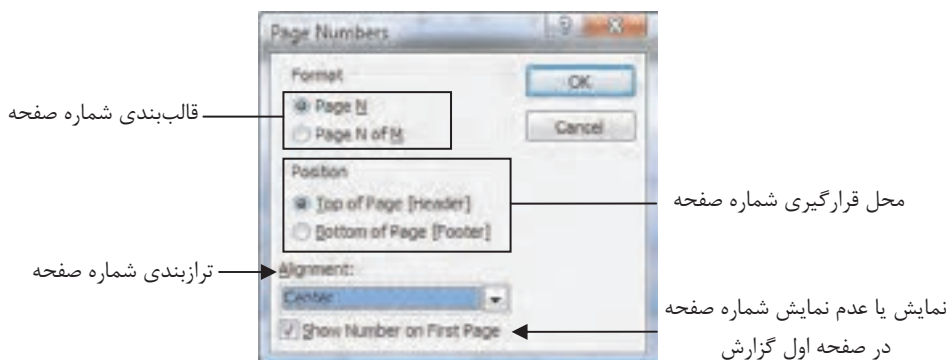 Page Numbers
Format
Page N
Page N of M
OK
Cancel
قالب‌بندی شماره صفحه
Position
Top of Page [Header]
Bottom of Page [Footer]
محل قرارگیری شماره صفحه
Alignment:
ترازبندی شماره صفحه
Center
Show Number on First Page
نمایش یا عدم نمایش شماره صفحه
در صفحه اول گزارش